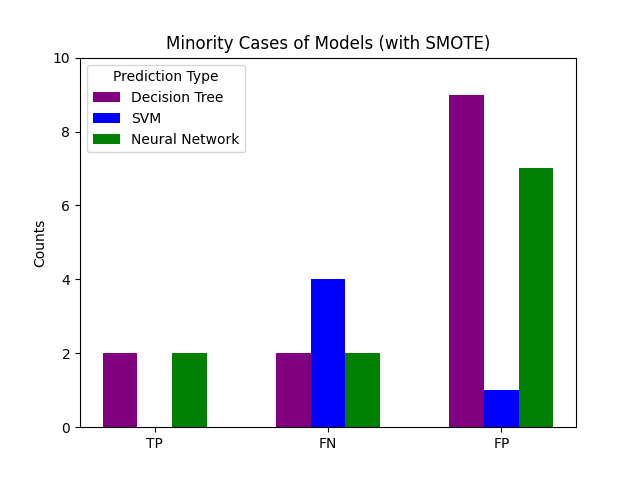 Minority Cases of Models (with SMOTE)
Prediction Type
Decision Tree
SVM
Neural Network
Counts
10
8
6
4
2
0
TP FN FP